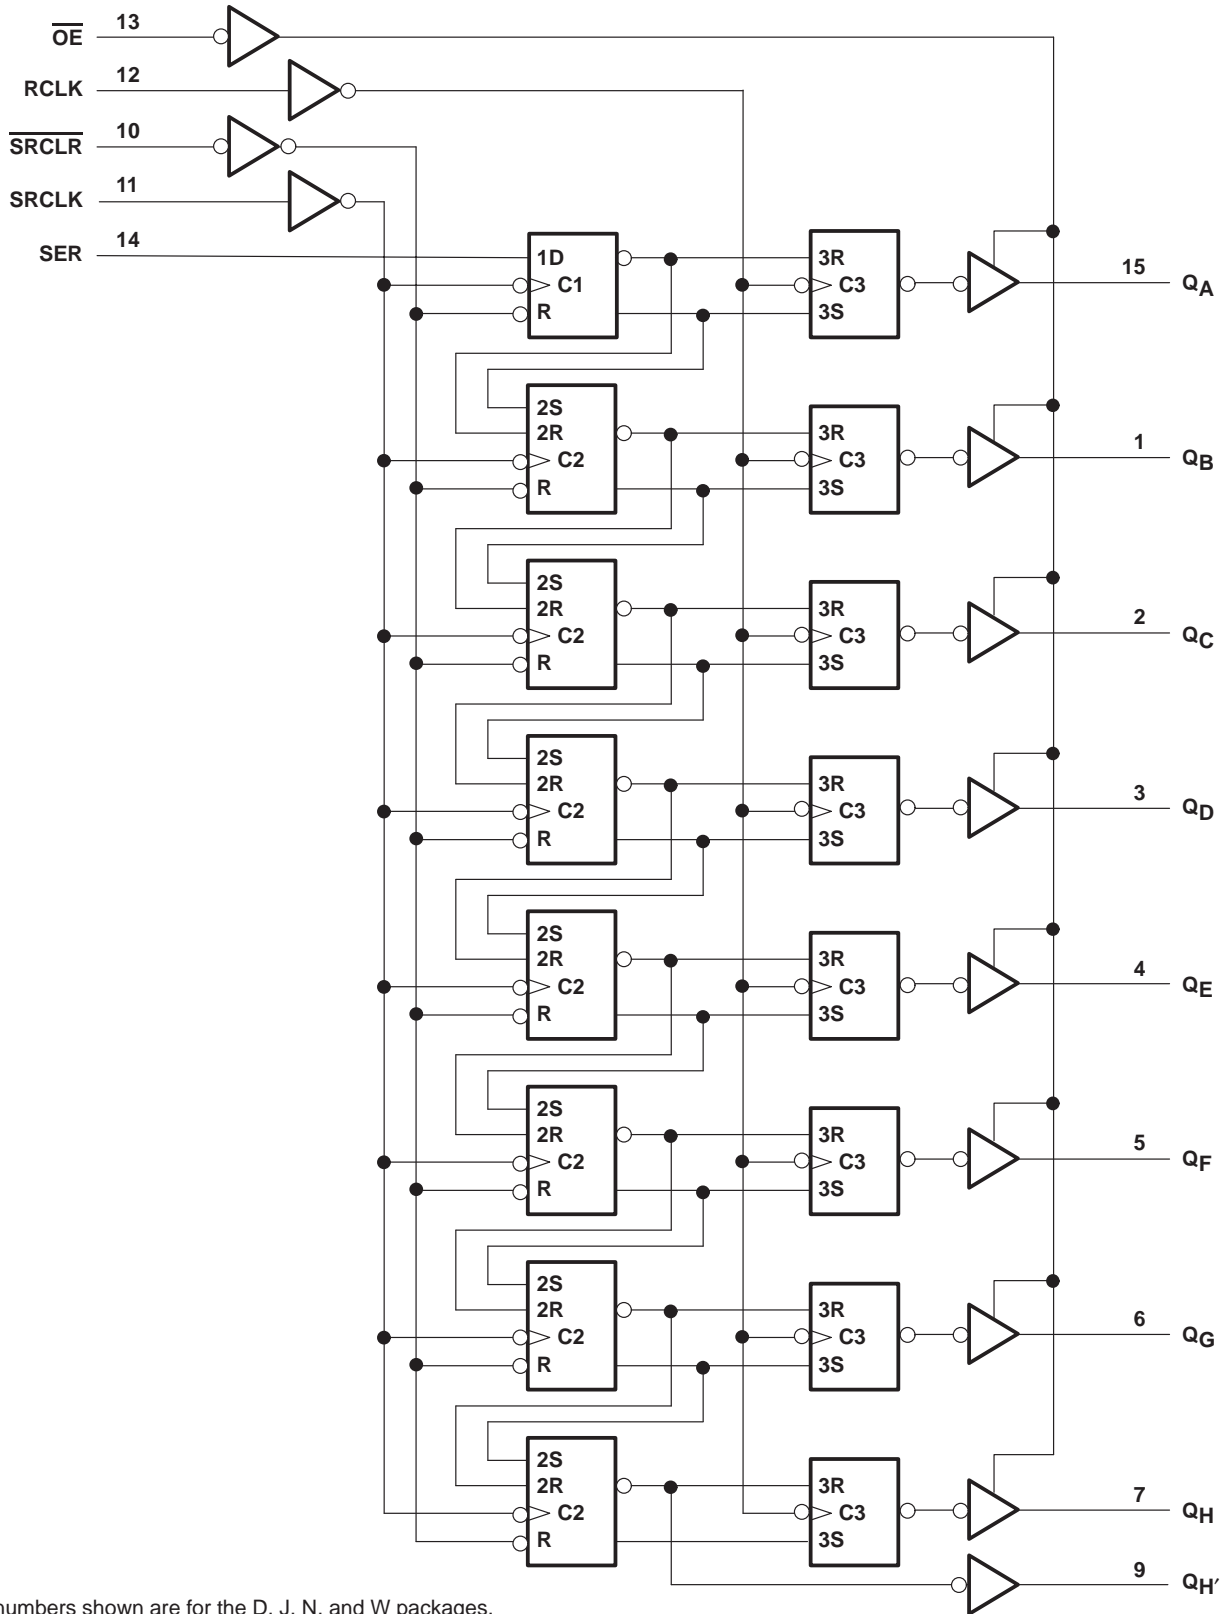 OE 13
RCLK 12
SRCLR 10
SRCLK 11
SER 14
1D 3R
C1 C3 15 QA
R 3S
2S
2R 3R
C2 C3 1 QB
R 3S
2S
2R 3R
C2 C3 2 QC
R 3S
2S
2R 3R
C2 C3 3 QD
R 3S
2S
2R 3R
C2 C3 4 QE
R 3S
2S
2R 3R
C2 C3 5 QF
R 3S
2S
2R 3R
C2 C3 6 QG
R 3S
2S
2R 3R
C2 C3 7 QH
R 3S
9 QH′
numbers shown are for the D, J, N, and W packages.